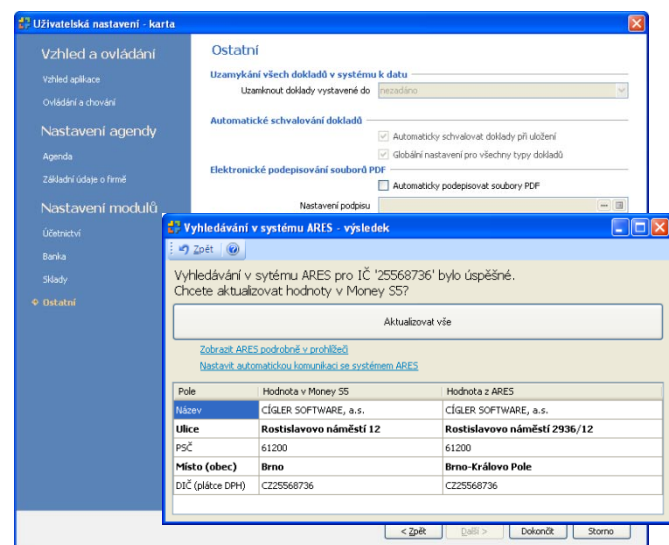 Uživatelská nastavení - karta
Vzhled a ovládání
Vzhled aplikace
Ovládání a chování
Nastavení agendy
Agenda
Základní údaje o firmě
Nastavení modulů
Účetnictví
Banka
Sklady
Ostatní
Ostatní
Uzamykání všech dokladů v systému k datu
Uzamknout doklady vystavené do nezadáno
Automatické schvalování dokladů
Automaticky schvalovat doklady při uložení
Globální nastavení pro všechny typy dokladů
Elektronické podepisování souborů PDF
Automaticky podepisovat soubory PDF
Nastavení podpisu
Vyhledávání v systému ARES - výsledek
Zpět
Vyhledávání v sytému ARES pro IČ '25568736' bylo úspěšné.
Chcete aktualizovat hodnoty v Money S5?
Aktualizovat vše
Zobrazit ARES podrobně v prohlížeči
Nastavit automatickou komunikaci se systémem ARES
Pole Hodnota v Money S5 Hodnota z ARES
Název CÍGLER SOFTWARE, a.s. CÍGLER SOFTWARE, a.s.
Ulice Rostislavovo náměstí 12 Rostislavovo náměstí 2936/12
PSČ 61200 61200
Místo (obec) Brno Brno-Královo Pole
DIČ (plátce DPH) CZ25568736 CZ25568736
< Zpět Další > Dokončit Storno